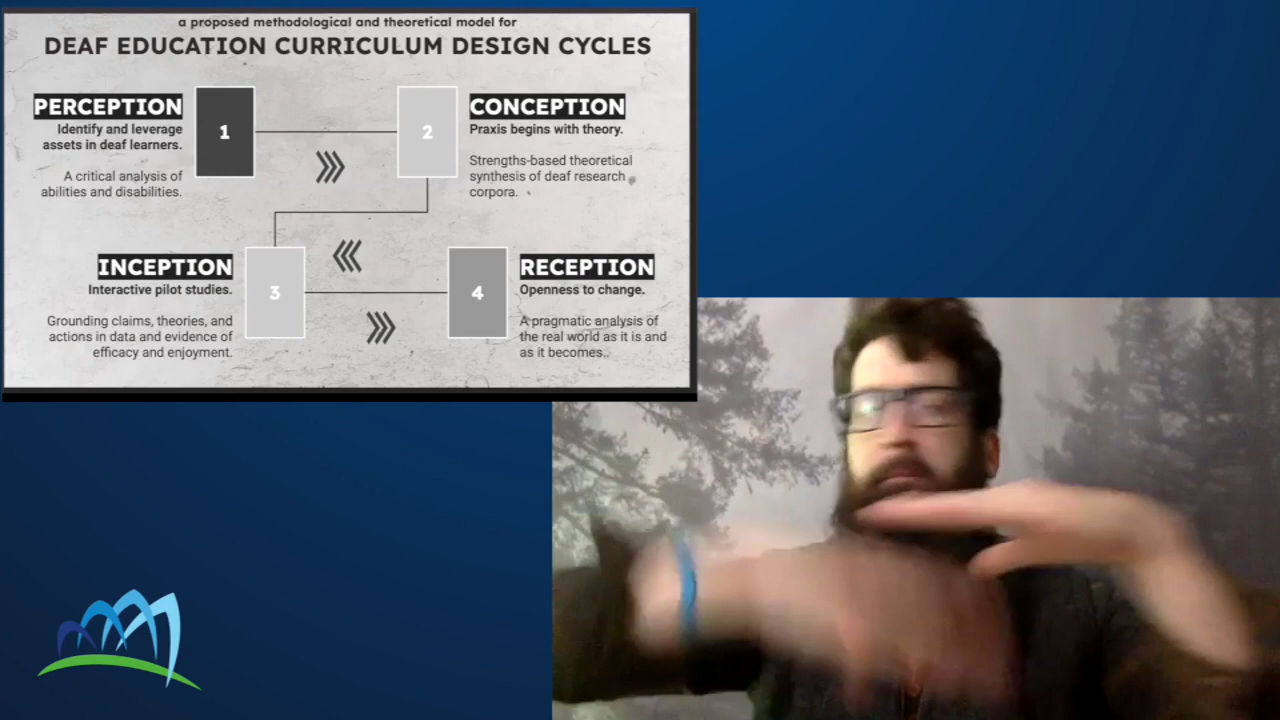 a proposed methodological and theoretical model for
DEAF EDUCATION CURRICULUM DESIGN CYCLES
PERCEPTION
Identify and leverage
assets in deaf learners.
A critical analysis of
abilities and disabilities.
1
2
CONCEPTION
Praxis begins with theory.
Strengths-based theoretical
synthesis of deaf research
corpora.
INCEPTION
Interactive pilot studies.
Grounding claims, theories, and
actions in data and evidence of
efficacy and enjoyment.
3
4
RECEPTION
Openness to change.
A pragmatic analysis of
the real world as it is and
as it becomes.